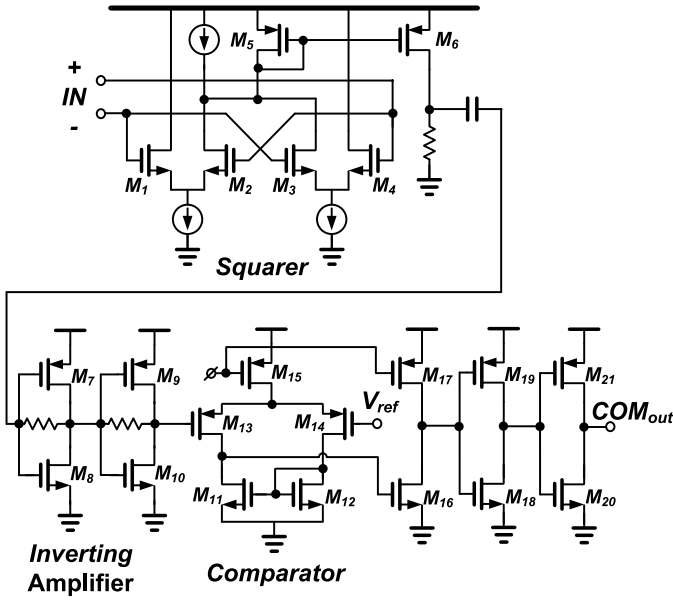 M5
M6
+
IN
-
M1
M2
M3
M4
Squarer
M7
M9
M15
M17
M19
M21
M13
M14
Vref
COMout
M8
M10
M11
M12
M16
M18
M20
Inverting
Amplifier
Comparator